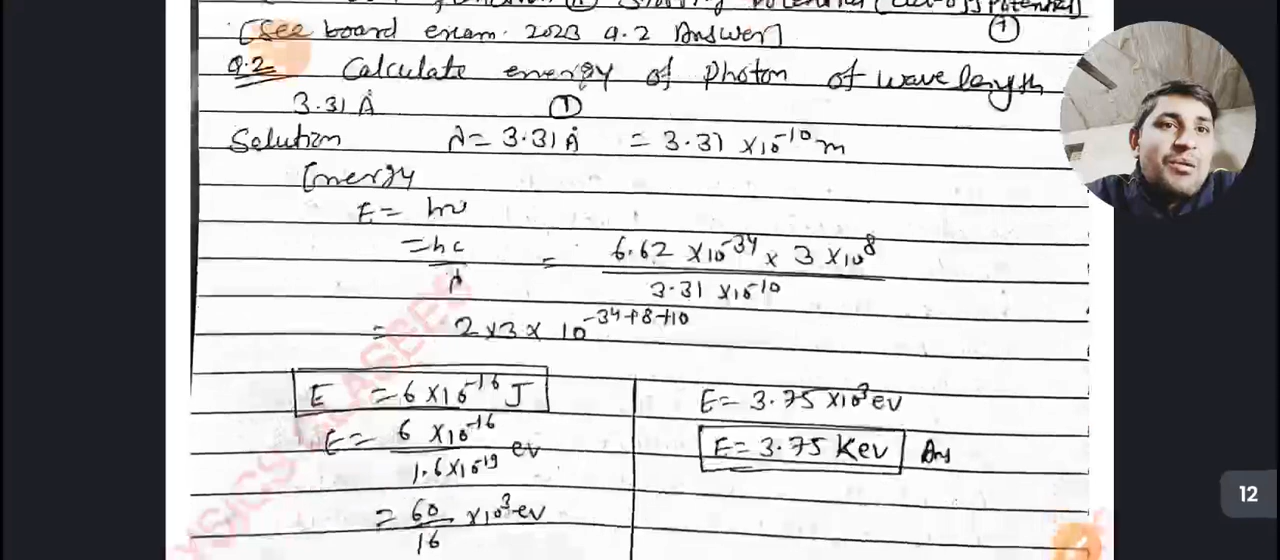 Potential]
[See board exam. 2023 Q.2 Answer]
①
Q.2 Calculate energy of Photon of wavelength
3.31 Å ①
Solution λ = 3.31 Å = 3.31 × 10⁻¹⁰ m
Energy
E = hν
= hc/λ = 6.62 × 10⁻³⁴ × 3 × 10⁸ / 3.31 × 10⁻¹⁰
= 2 × 3 × 10⁻³⁴⁺⁸⁺¹⁰
E = 6 × 10⁻¹⁶ J
E = 6 × 10⁻¹⁶ / 1.6 × 10⁻¹⁹ ev
= 60/16 × 10³ ev
E = 3.75 × 10³ ev
E = 3.75 Kev Ans
12